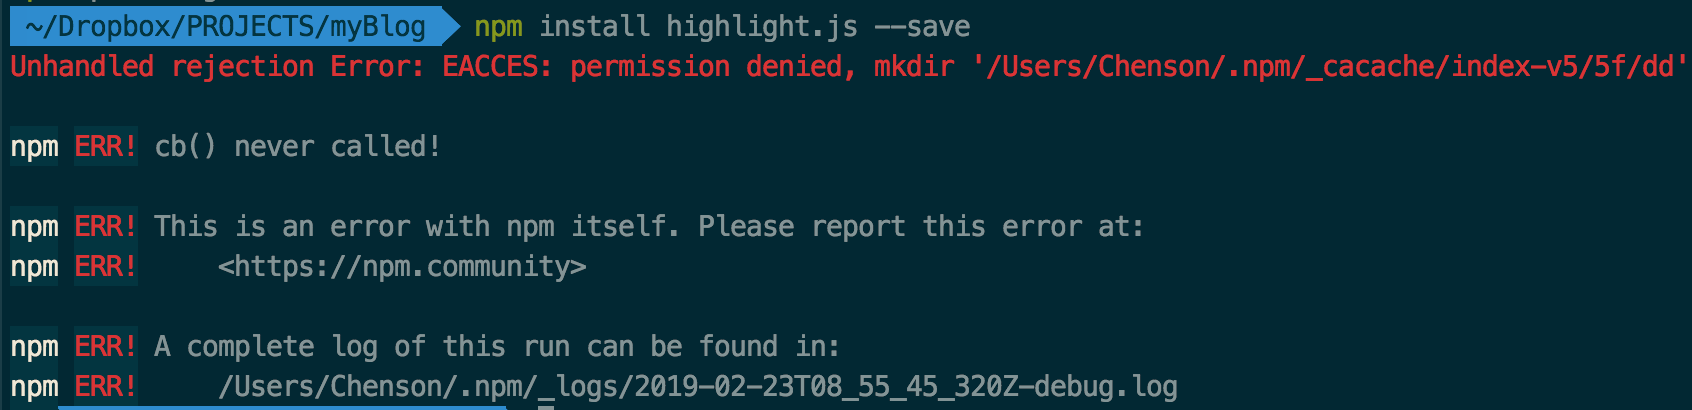 ~/Dropbox/PROJECTS/myBlog npm install highlight.js --save
Unhandled rejection Error: EACCES: permission denied, mkdir '/Users/Chenson/.npm/_cacache/index-v5/5f/dd'
npm ERR! cb() never called!
npm ERR! This is an error with npm itself. Please report this error at:
npm ERR!     <https://npm.community>
npm ERR! A complete log of this run can be found in:
npm ERR!     /Users/Chenson/.npm/_logs/2019-02-23T08_55_45_320Z-debug.log